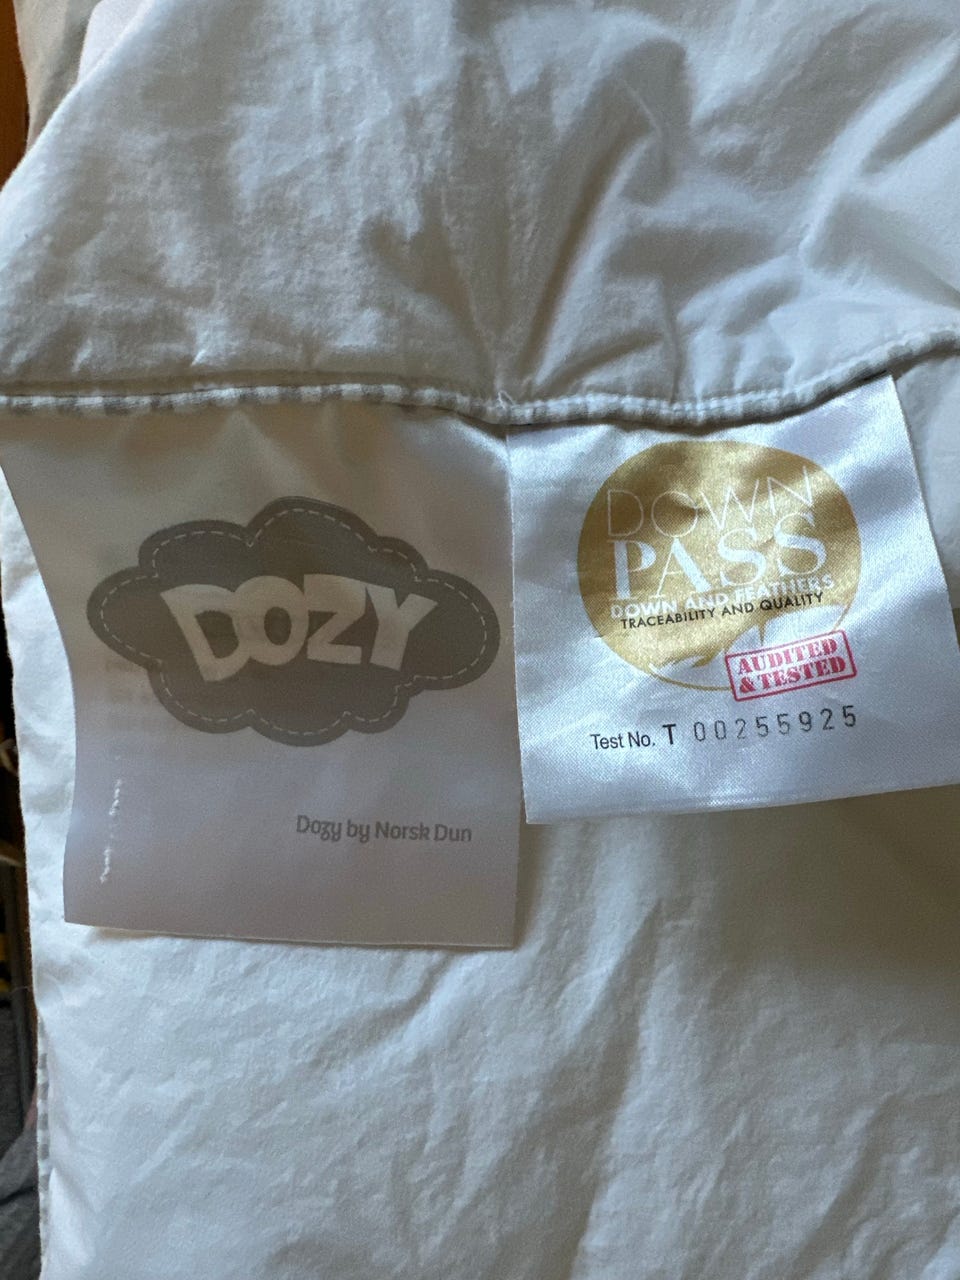 DOZY
Dozy by Norsk Dun
DOWN
PASS
DOWN AND FEATHERS
TRACEABILITY AND QUALITY
AUDITED
& TESTED
Test No. T 00255925